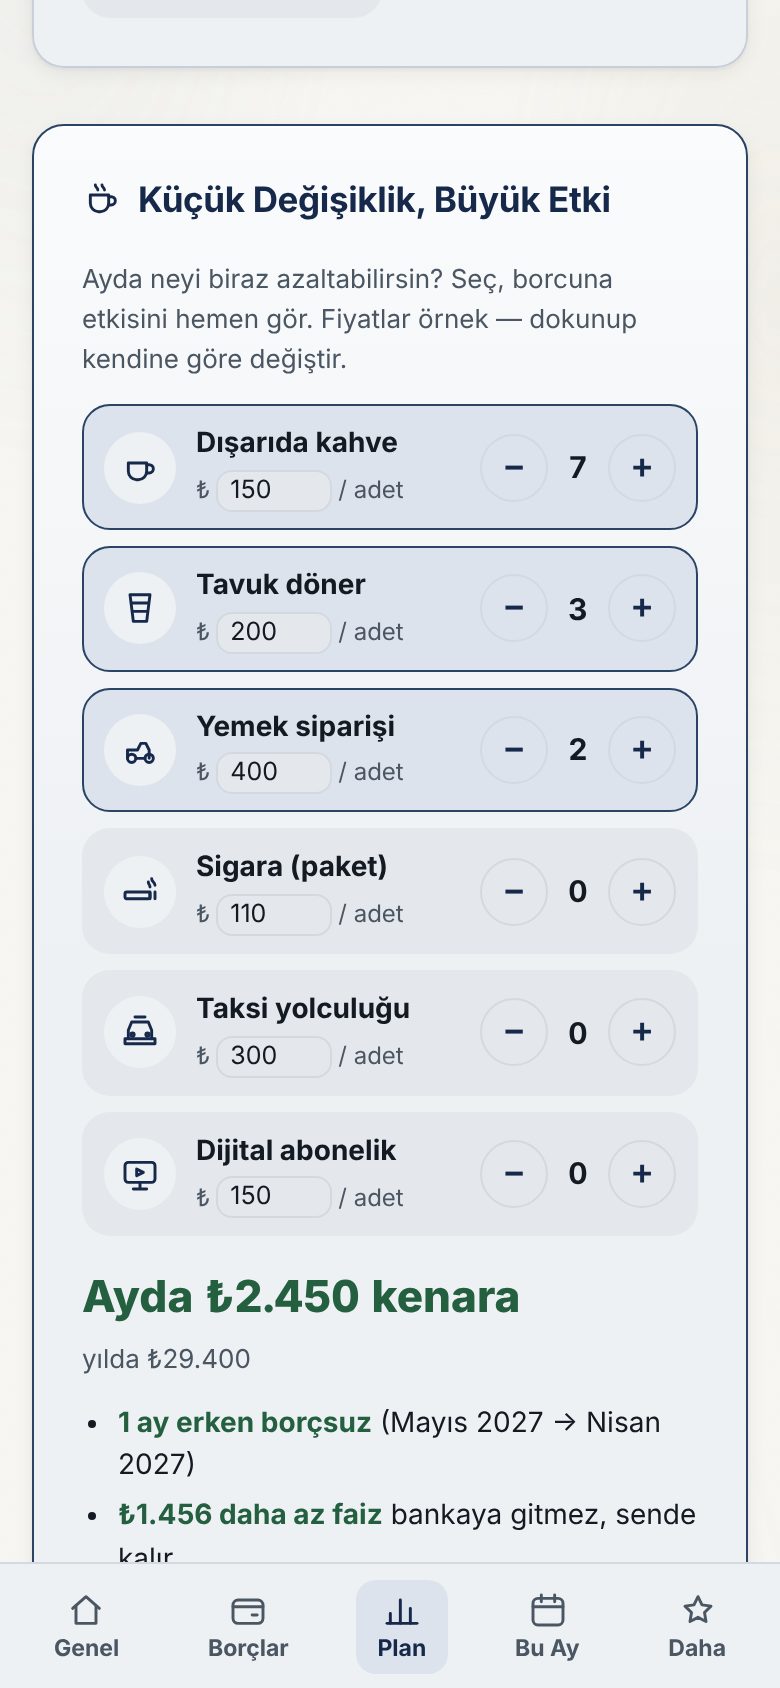 Küçük Değişiklik, Büyük Etki
Ayda neyi biraz azaltabilirsin? Seç, borcuna
etkisini hemen gör. Fiyatlar örnek — dokunup
kendine göre değiştir.
Dışarıda kahve
₺ 150 / adet
− 7 +
Tavuk döner
₺ 200 / adet
− 3 +
Yemek siparişi
₺ 400 / adet
− 2 +
Sigara (paket)
₺ 110 / adet
− 0 +
Taksi yolculuğu
₺ 300 / adet
− 0 +
Dijital abonelik
₺ 150 / adet
− 0 +
Ayda ₺2.450 kenara
yılda ₺29.400
• 1 ay erken borçsuz (Mayıs 2027 → Nisan
2027)
• ₺1.456 daha az faiz bankaya gitmez, sende
kalır
Genel Borçlar Plan Bu Ay Daha